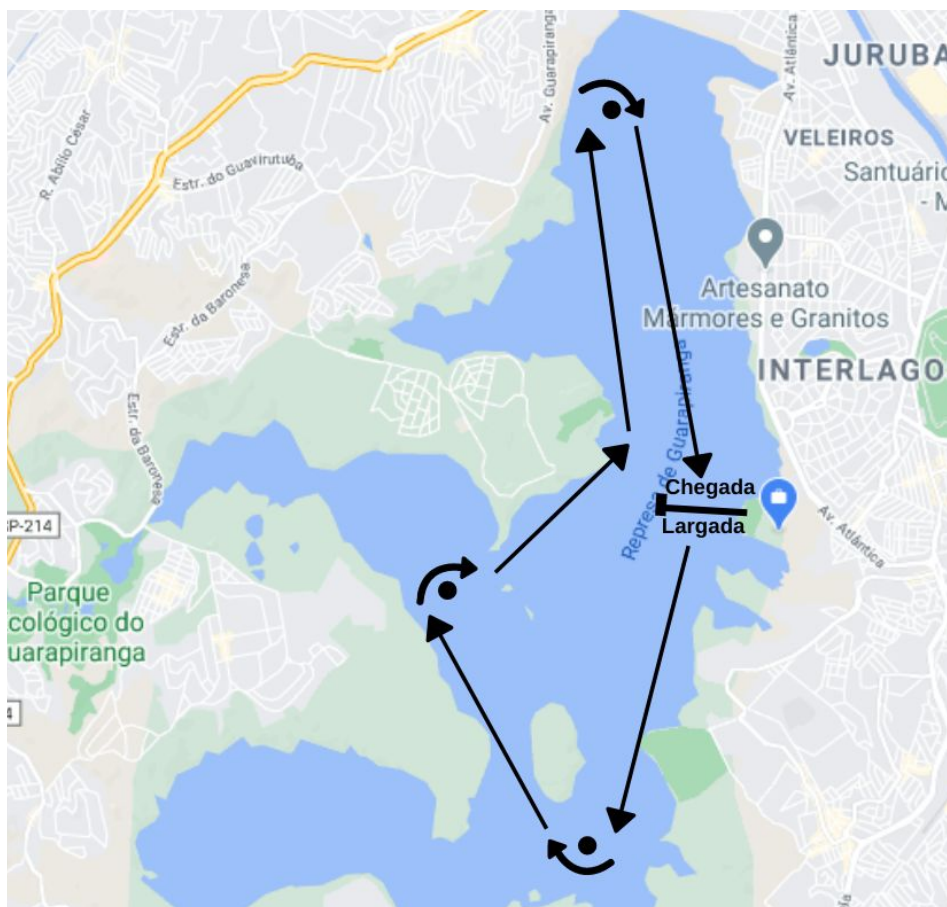 JURUBA
Av. Atlântica
Av. Guarapiranga
VELEIROS
R. Abílio César
Estr. do Guavirutuba
Santuário
- M
Estr. da Baronesa
Artesanato
Mármores e Granitos
INTERLAGO
Represa de Guarapiranga
Estr. da Baronesa
Chegada
SP-214
Largada
Av. Atlântica
Parque
cológico do
uarapiranga
4